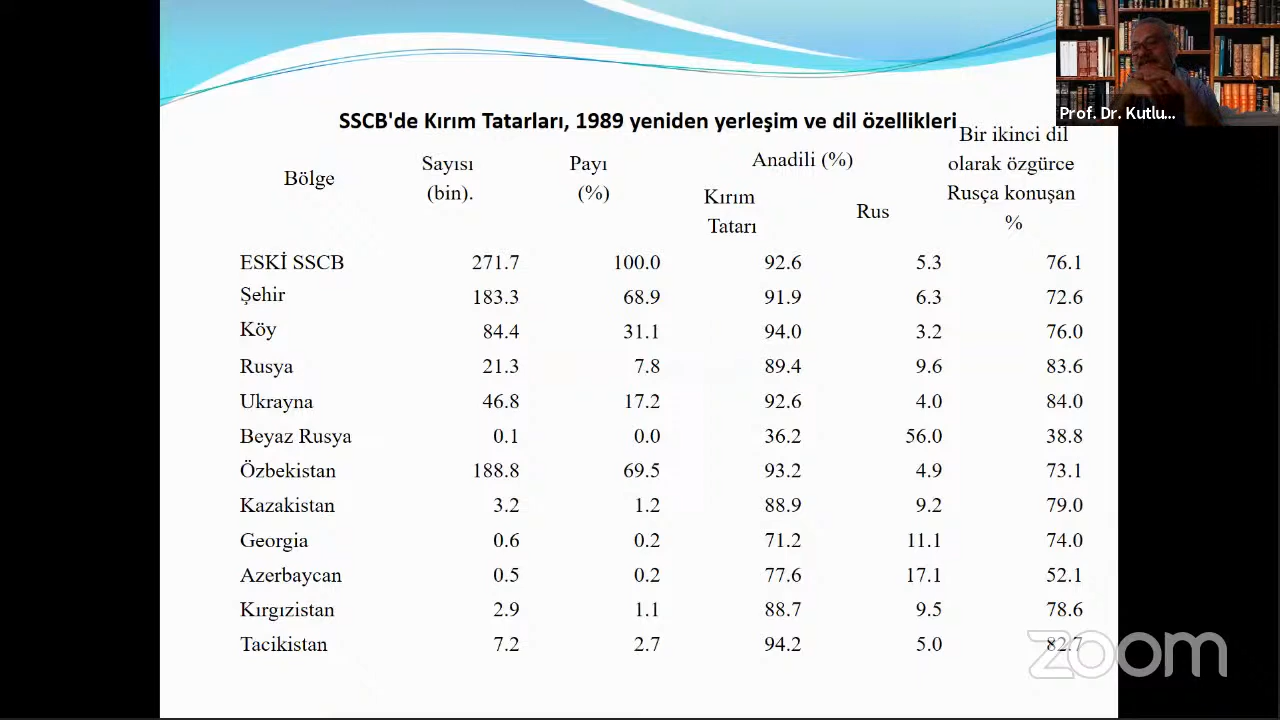 SSCB'de Kırım Tatarları, 1989 yeniden yerleşim ve dil özellikleri
Prof. Dr. Kutlu...
Bölge
Sayısı
(bin).
Payı
(%)
Anadili (%)
Kırım
Tatarı
Rus
Bir ikinci dil
olarak özgürce
Rusça konuşan
%
ESKİ SSCB 271.7 100.0 92.6 5.3 76.1
Şehir 183.3 68.9 91.9 6.3 72.6
Köy 84.4 31.1 94.0 3.2 76.0
Rusya 21.3 7.8 89.4 9.6 83.6
Ukrayna 46.8 17.2 92.6 4.0 84.0
Beyaz Rusya 0.1 0.0 36.2 56.0 38.8
Özbekistan 188.8 69.5 93.2 4.9 73.1
Kazakistan 3.2 1.2 88.9 9.2 79.0
Georgia 0.6 0.2 71.2 11.1 74.0
Azerbaycan 0.5 0.2 77.6 17.1 52.1
Kırgızistan 2.9 1.1 88.7 9.5 78.6
Tacikistan 7.2 2.7 94.2 5.0 82.7
zoom